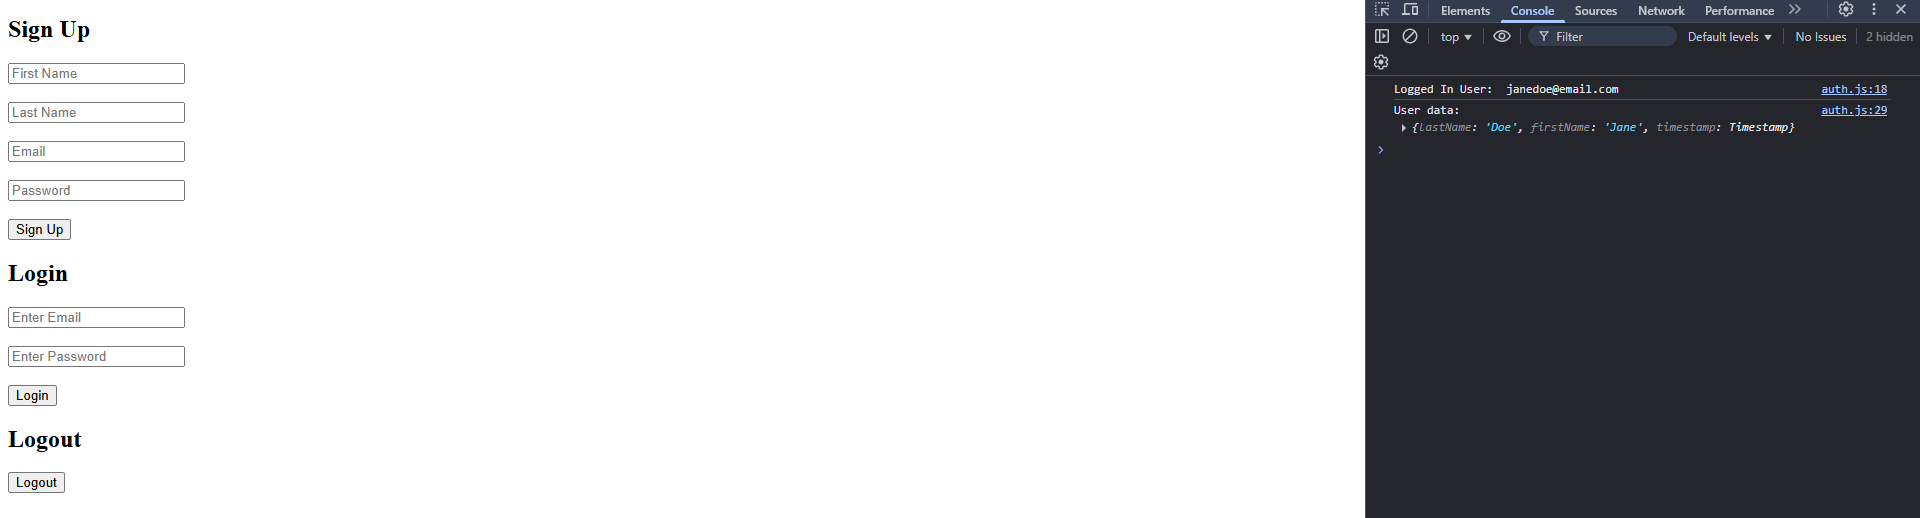 Sign Up
First Name
Last Name
Email
Password
Sign Up
Login
Enter Email
Enter Password
Login
Logout
Logout
Elements Console Sources Network Performance
top Filter Default levels No Issues 2 hidden
Logged In User: janedoe@email.com auth.js:18
User data: auth.js:29
{lastName: 'Doe', firstName: 'Jane', timestamp: Timestamp}